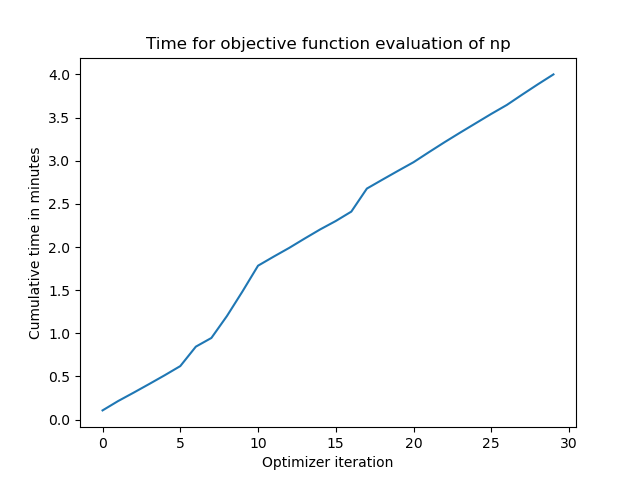 Time for objective function evaluation of np
Cumulative time in minutes
4.0
3.5
3.0
2.5
2.0
1.5
1.0
0.5
0.0
0 5 10 15 20 25 30
Optimizer iteration